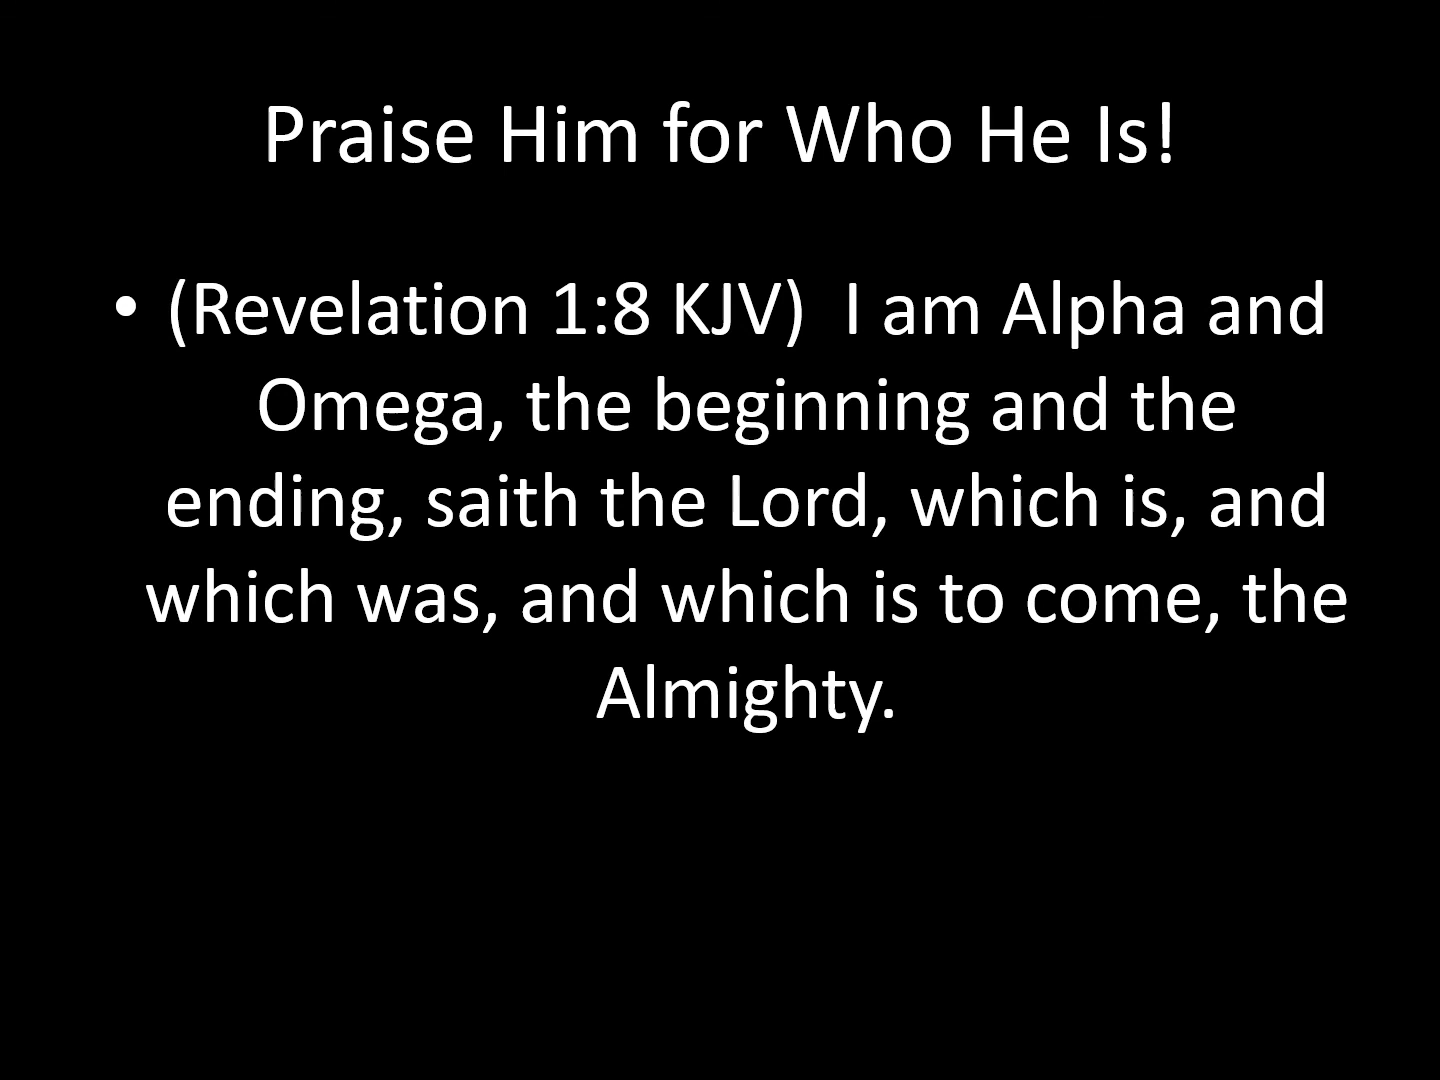 Praise Him for Who He Is!
• (Revelation 1:8 KJV)  I am Alpha and
Omega, the beginning and the
ending, saith the Lord, which is, and
which was, and which is to come, the
Almighty.